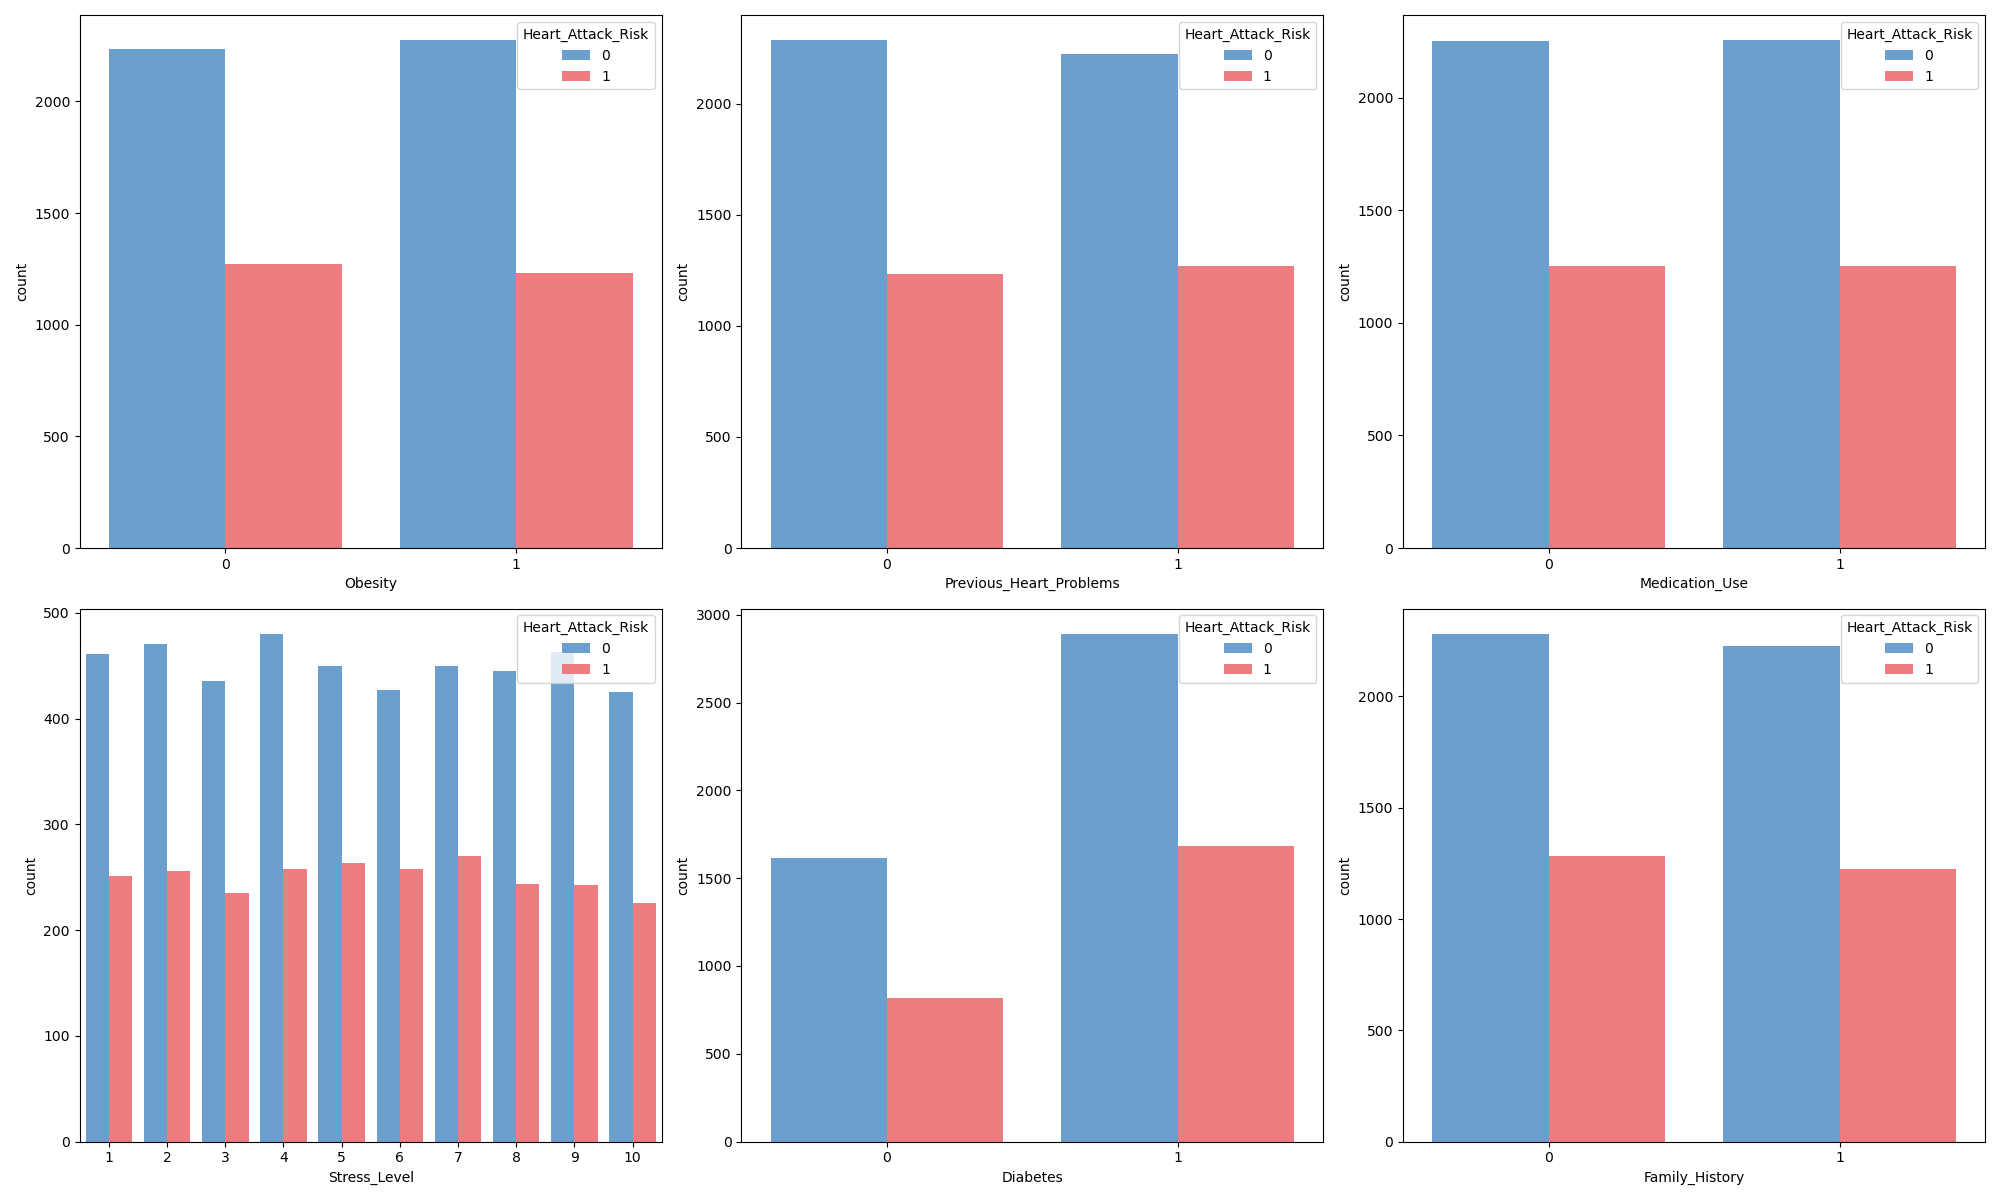 Heart_Attack_Risk
0
1
2000
1500
1000
500
0
count
0 1
Obesity
Heart_Attack_Risk
0
1
2000
1500
1000
500
0
count
0 1
Previous_Heart_Problems
Heart_Attack_Risk
0
1
2000
1500
1000
500
0
count
0 1
Medication_Use
Heart_Attack_Risk
0
1
500
400
300
200
100
0
count
1 2 3 4 5 6 7 8 9 10
Stress_Level
Heart_Attack_Risk
0
1
3000
2500
2000
1500
1000
500
0
count
0 1
Diabetes
Heart_Attack_Risk
0
1
2000
1500
1000
500
0
count
0 1
Family_History